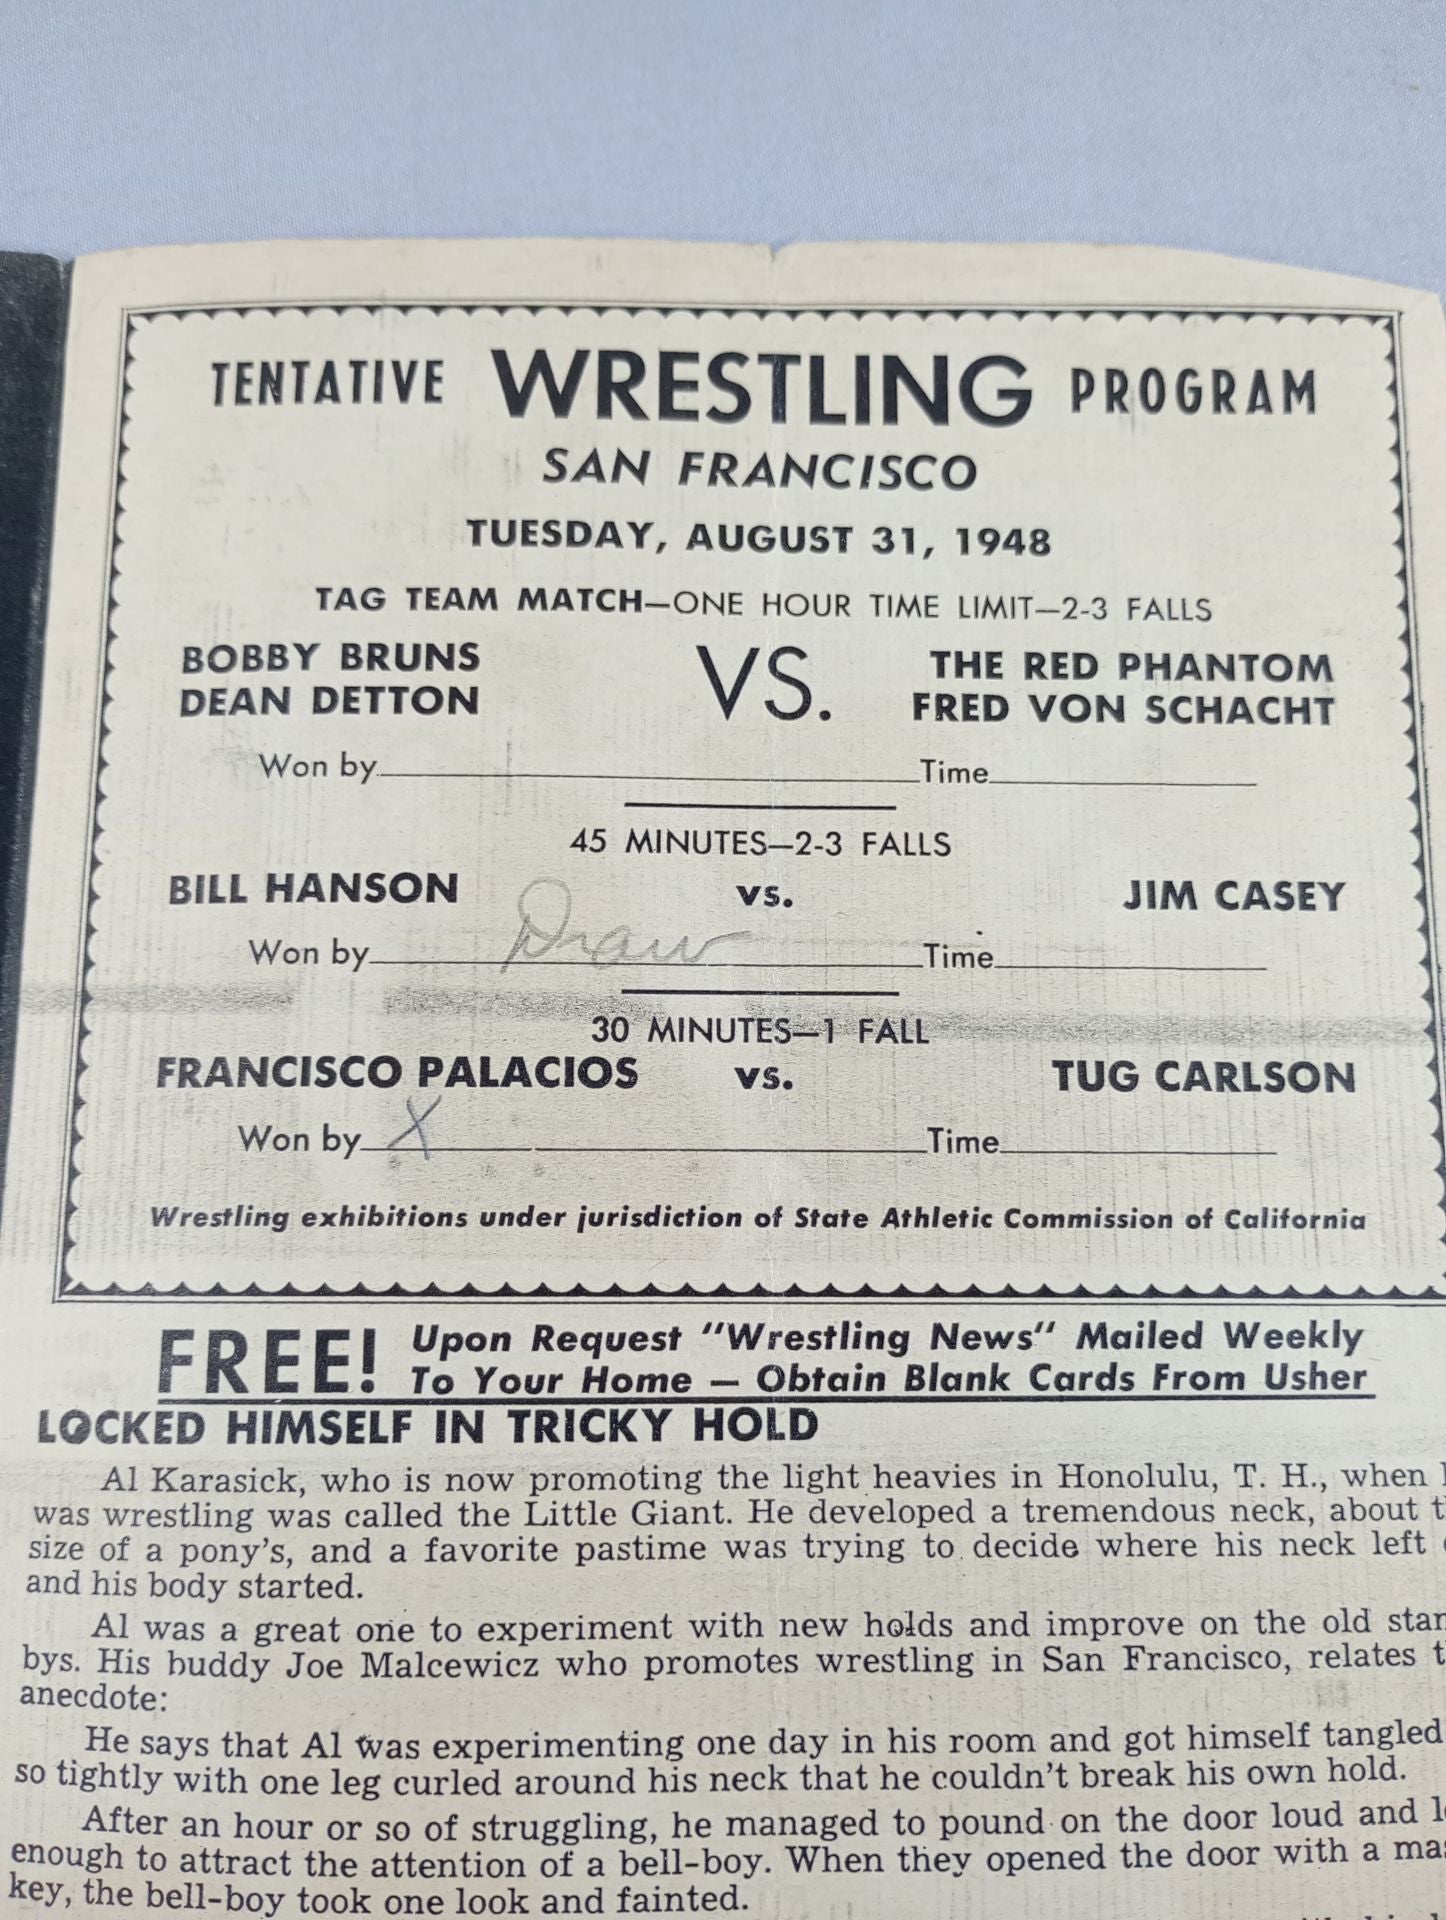 TENTATIVE WRESTLING PROGRAM
SAN FRANCISCO
TUESDAY, AUGUST 31, 1948
TAG TEAM MATCH—ONE HOUR TIME LIMIT—2-3 FALLS
BOBBY BRUNS VS. THE RED PHANTOM
DEAN DETTON FRED VON SCHACHT
Won by Time
45 MINUTES—2-3 FALLS
BILL HANSON vs. JIM CASEY
Won by Draw Time
30 MINUTES—1 FALL
FRANCISCO PALACIOS vs. TUG CARLSON
Won by X Time
Wrestling exhibitions under jurisdiction of State Athletic Commission of California
FREE! Upon Request "Wrestling News" Mailed Weekly
To Your Home — Obtain Blank Cards From Usher
LOCKED HIMSELF IN TRICKY HOLD
Al Karasick, who is now promoting the light heavies in Honolulu, T. H., when
was wrestling was called the Little Giant. He developed a tremendous neck, about
size of a pony's, and a favorite pastime was trying to decide where his neck left
and his body started.
Al was a great one to experiment with new holds and improve on the old
bys. His buddy Joe Malcewicz who promotes wrestling in San Francisco, relates
anecdote:
He says that Al was experimenting one day in his room and got himself tangled
so tightly with one leg curled around his neck that he couldn't break his own hold.
After an hour or so of struggling, he managed to pound on the door loud and
enough to attract the attention of a bell-boy. When they opened the door with a
key, the bell-boy took one look and fainted.